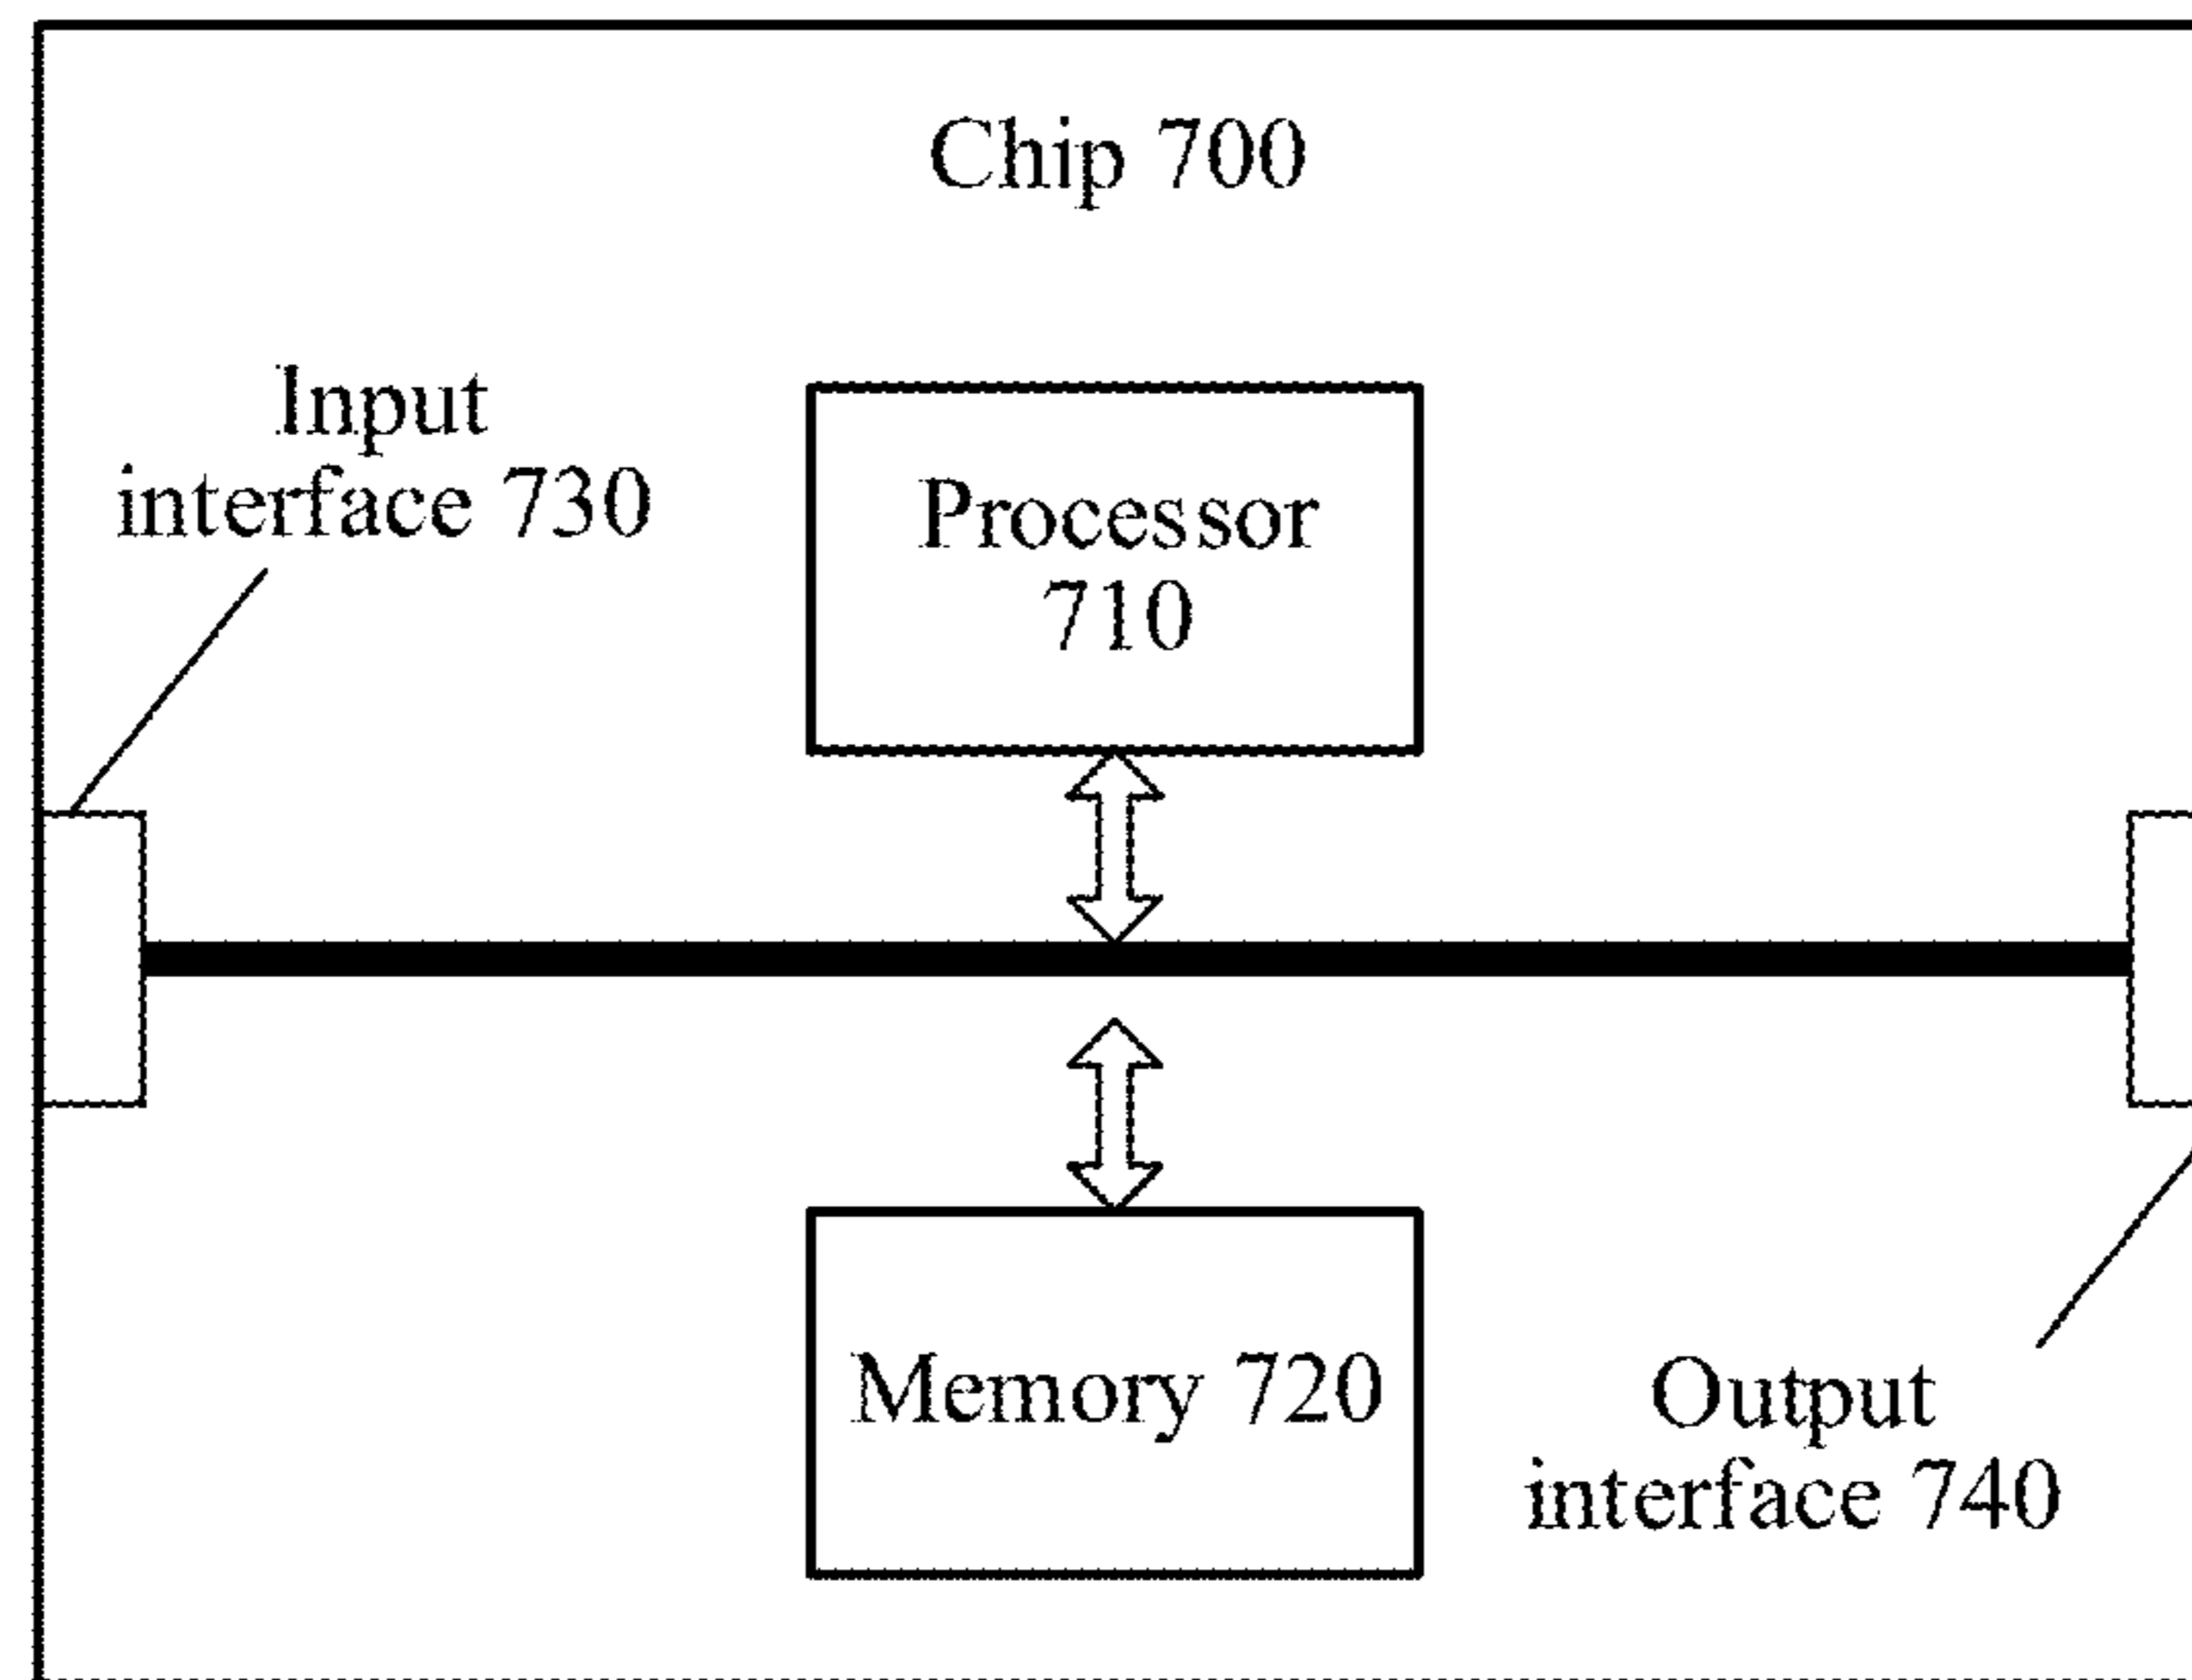 Chip 700
Input
interface 730
Processor
710
Memory 720
Output
interface 740